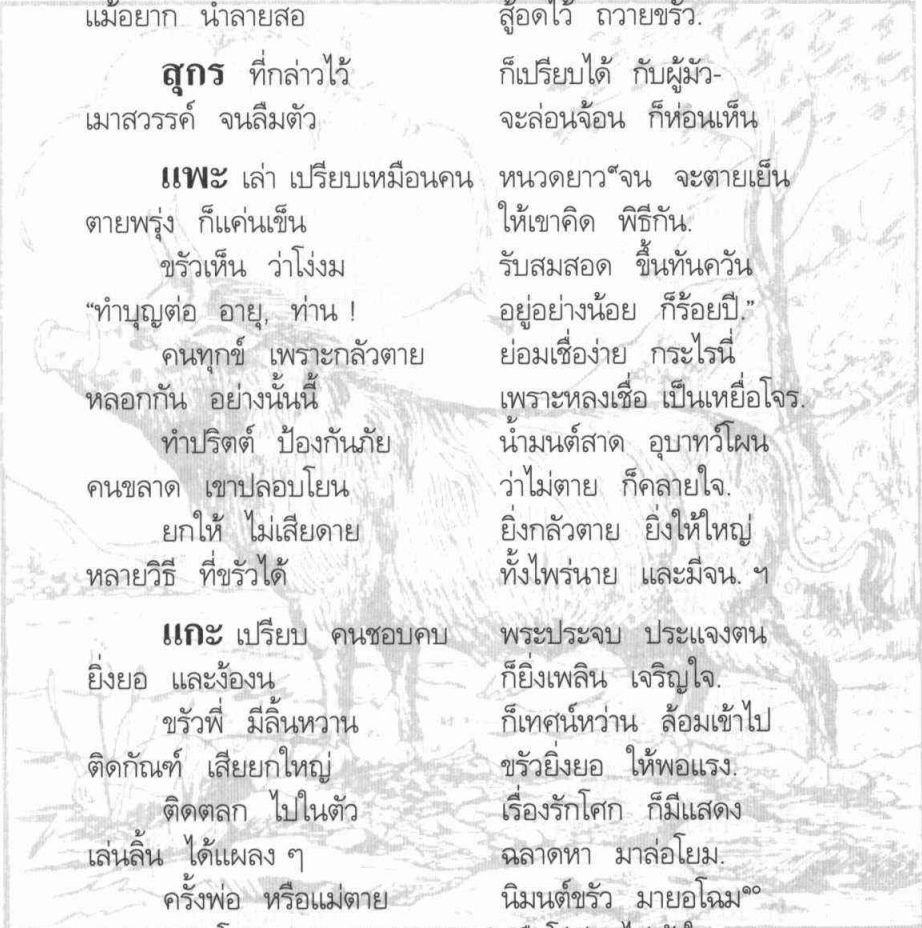 แม้อยาก น้ำลายสอ สู้อดไว้ ถวายขรัว.
สุกร ที่กล่าวไว้ ก็เปรียบได้ กับผู้มัว-
เมาสวรรค์ จนลืมตัว จะล่อนจ้อน ก็ห่อนเห็น
แพะ เล่า เปรียบเหมือนคน หนวดยาว๙จน จะตายเย็น
ตายพรุ่ง ก็แค่นเข็น ให้เขาคิด พิธีกัน.
ขรัวเห็น ว่าโง่งม รับสมสอด ขึ้นทันควัน
“ทำบุญต่อ อายุ, ท่าน ! อยู่อย่างน้อย ก็ร้อยปี.”
คนทุกข์ เพราะกลัวตาย ย่อมเชื่อง่าย กระไรนี่
หลอกกัน อย่างนั้นนี้ เพราะหลงเชื่อ เป็นเหยื่อโจร.
ทำปริตต์ ป้องกันภัย น้ำมนต์สาด อุบาทว์โผน
คนขลาด เขาปลอบโยน ว่าไม่ตาย ก็คลายใจ.
ยกให้ ไม่เสียดาย ยิ่งกลัวตาย ยิ่งให้ใหญ่
หลายวิธี ที่ขรัวได้ ทั้งไพร่นาย และมีจน. ฯ
แกะ เปรียบ คนชอบคบ พระประจบ ประแจงตน
ยิ่งยอ และง้องน ก็ยิ่งเพลิน เจริญใจ.
ขรัวพี่ มีลิ้นหวาน ก็เทศน์หว่าน ล้อมเข้าไป
ติดกัณฑ์ เสียยกใหญ่ ขรัวยิ่งยอ ให้พอแรง.
ติดตลก ไปในตัว เรื่องรักโศก ก็มีแสดง
เล่นลิ้น ได้แผลง ๆ ฉลาดหา มาล่อโยม.
ครั้งพ่อ หรือแม่ตาย นิมนต์ขรัว มายอโฉม๑๐